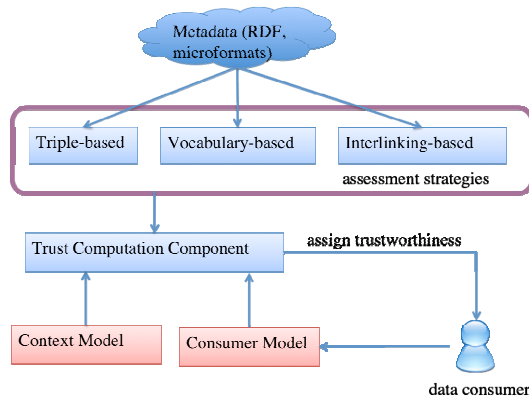 Metadata (RDF,
microformats)
Triple-based
Vocabulary-based
Interlinking-based
assessment strategies
Trust Computation Component
assign trustworthiness
Context Model
Consumer Model
data consumer